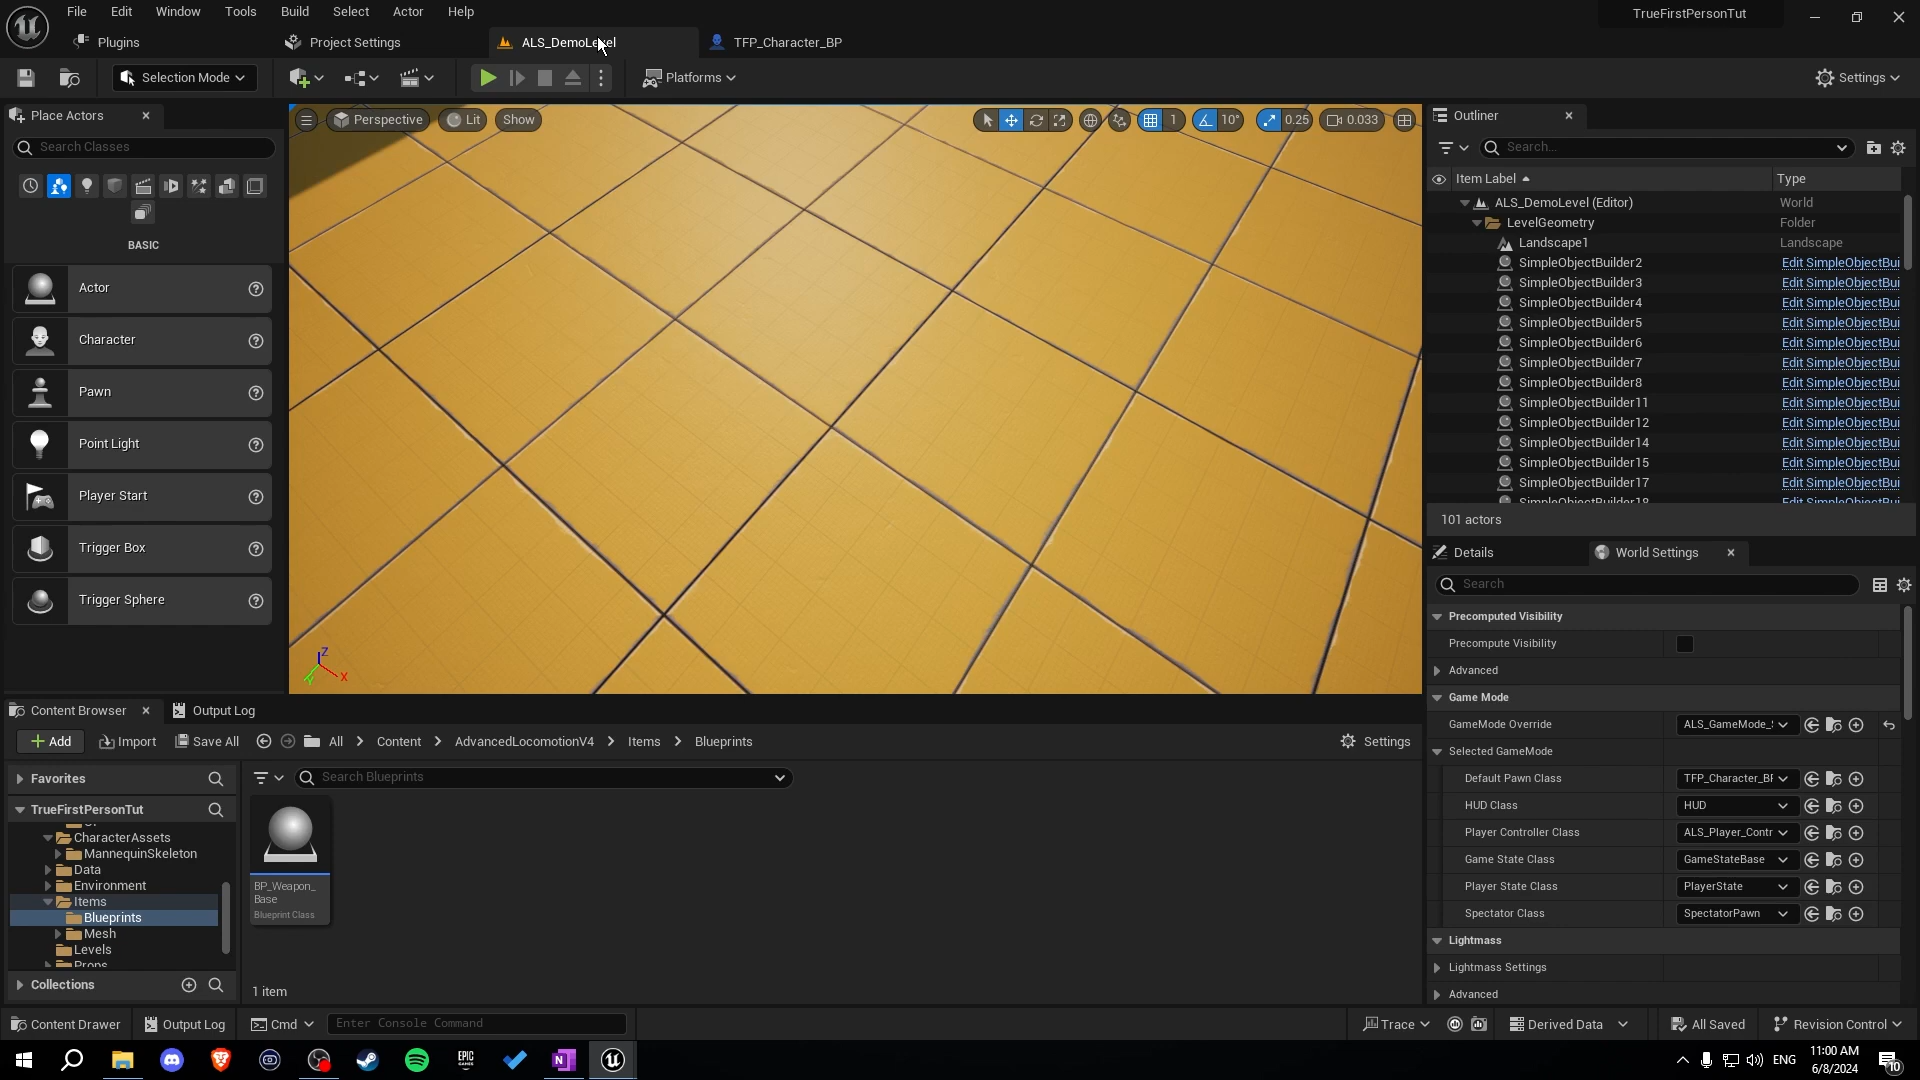 File Edit Window Tools Build Select Actor Help
TrueFirstPersonTut
Plugins
Project Settings
ALS_DemoLevel
TFP_Character_BP
Selection Mode
Platforms
Settings
Place Actors
Search Classes
BASIC
Actor
Character
Pawn
Point Light
Player Start
Trigger Box
Trigger Sphere
Perspective
Lit
Show
1
10°
0.25
0.033
Z
X
Y
Outliner
Search...
Item Label
Type
ALS_DemoLevel (Editor) World
LevelGeometry Folder
Landscape1 Landscape
SimpleObjectBuilder2 Edit SimpleObjectBui
SimpleObjectBuilder3 Edit SimpleObjectBui
SimpleObjectBuilder4 Edit SimpleObjectBui
SimpleObjectBuilder5 Edit SimpleObjectBui
SimpleObjectBuilder6 Edit SimpleObjectBui
SimpleObjectBuilder7 Edit SimpleObjectBui
SimpleObjectBuilder8 Edit SimpleObjectBui
SimpleObjectBuilder11 Edit SimpleObjectBui
SimpleObjectBuilder12 Edit SimpleObjectBui
SimpleObjectBuilder14 Edit SimpleObjectBui
SimpleObjectBuilder15 Edit SimpleObjectBui
SimpleObjectBuilder17 Edit SimpleObjectBui
SimpleObjectBuilder18 Edit SimpleObjectBui
101 actors
Details
World Settings
Search
Precomputed Visibility
Precompute Visibility
Advanced
Game Mode
GameMode Override ALS_GameMode_
Selected GameMode
Default Pawn Class TFP_Character_BP
HUD Class HUD
Player Controller Class ALS_Player_Contr
Game State Class GameStateBase
Player State Class PlayerState
Spectator Class SpectatorPawn
Lightmass
Lightmass Settings
Advanced
Content Browser
Output Log
Add
Import
Save All
All
Content
AdvancedLocomotionV4
Items
Blueprints
Settings
Favorites
TrueFirstPersonTut
CharacterAssets
MannequinSkeleton
Data
Environment
Items
Blueprints
Mesh
Levels
Props
Collections
Search Blueprints
BP_Weapon_
Base
Blueprint Class
1 item
Content Drawer
Output Log
Cmd
Enter Console Command
Trace
Derived Data
All Saved
Revision Control
EPIC
GAMES
N
ENG
11:00 AM
6/8/2024
10